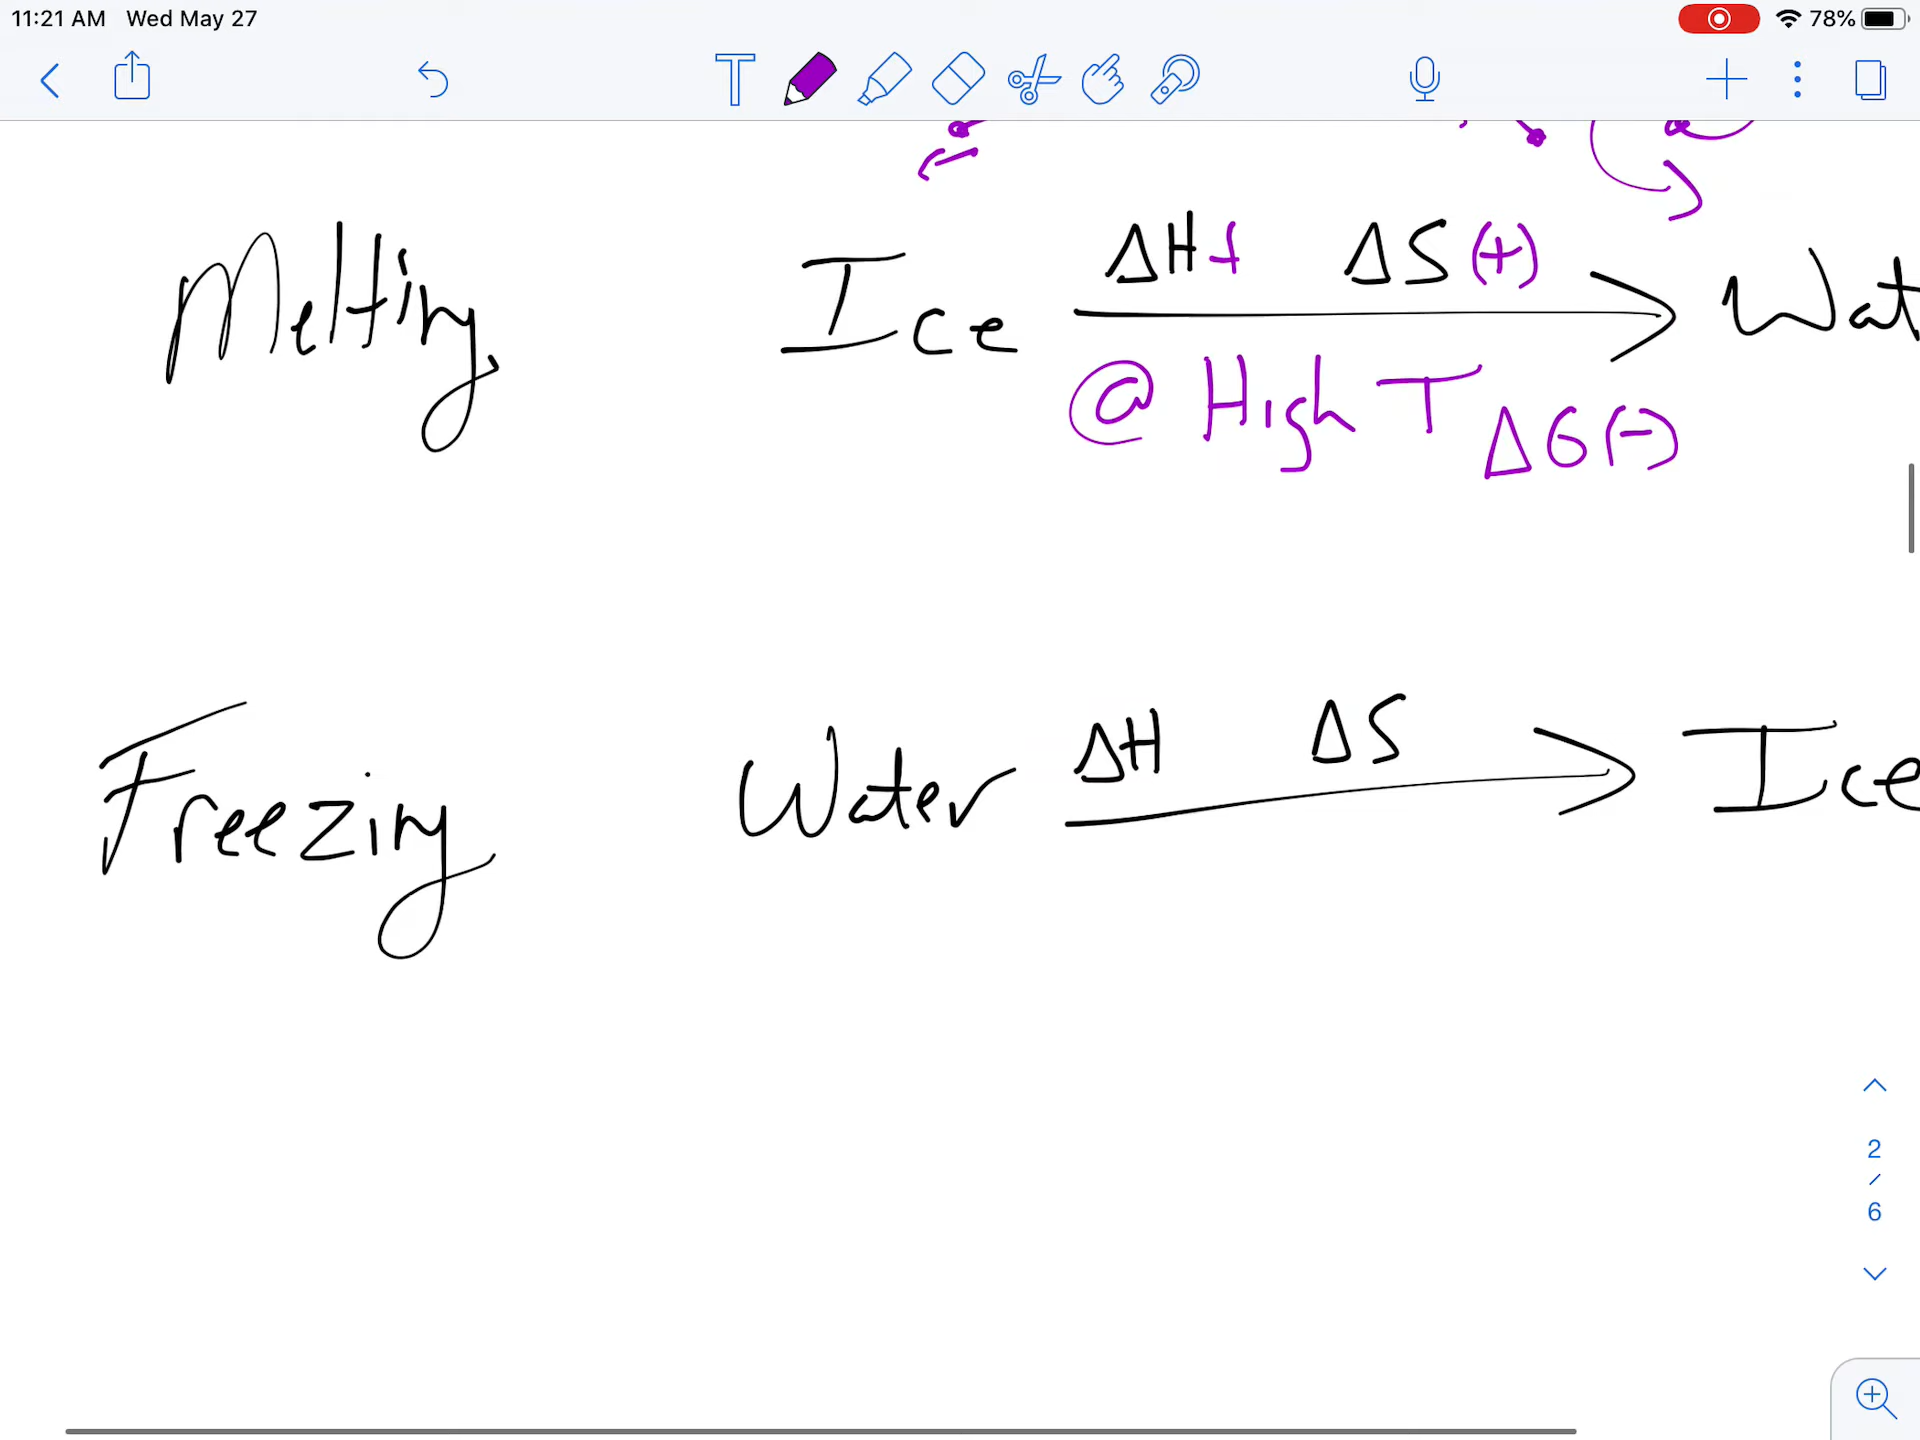 11:21 AM Wed May 27 78%
T
Melting Ice ΔH+ ΔS (+) Wat
@ High T ΔG (-)
Freezing Water ΔH ΔS Ice
2
/
6